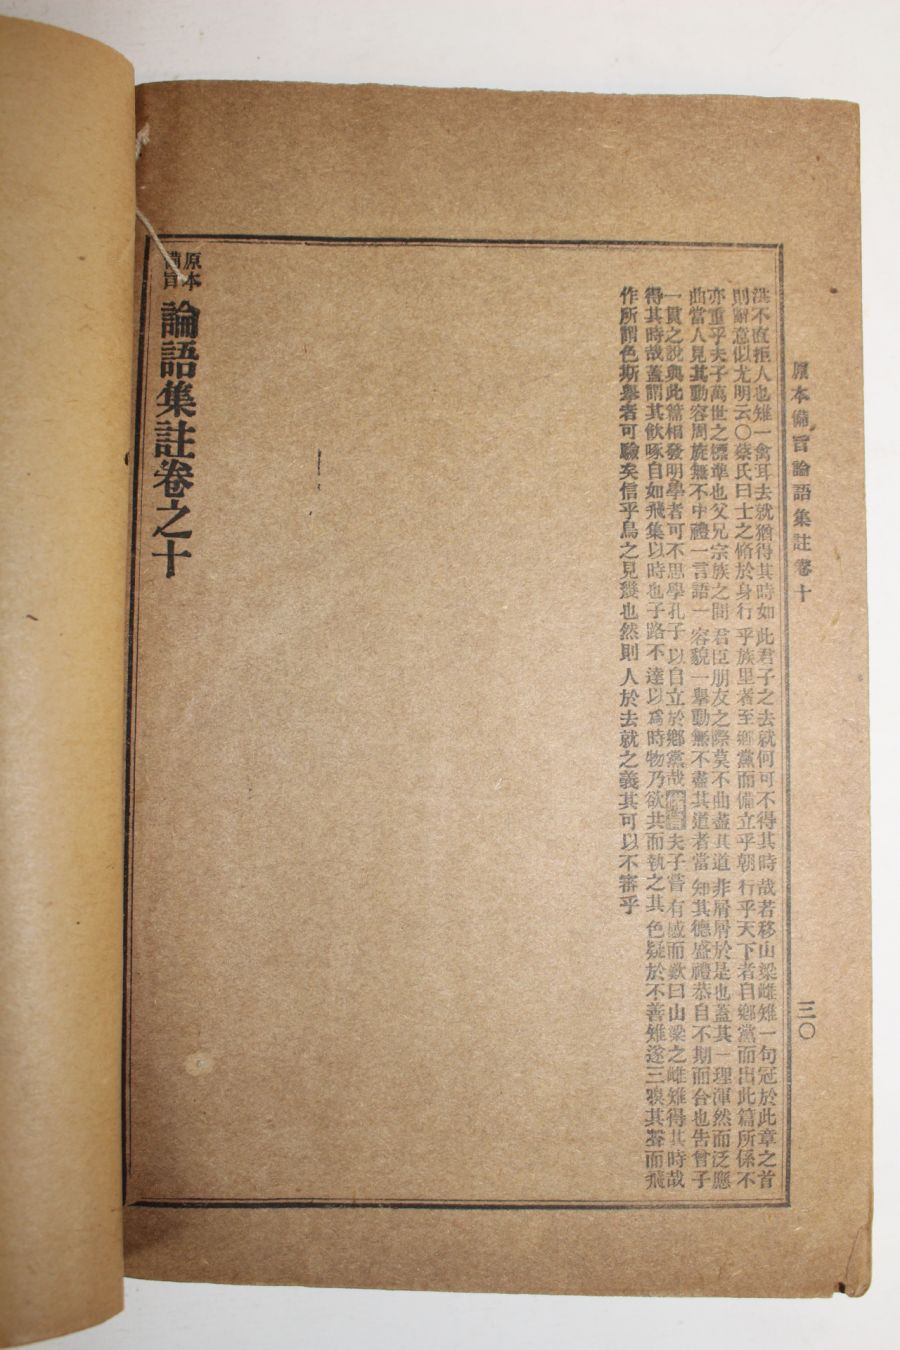 原本備旨論語集註卷十
三〇
洪不直拒人也雉一禽耳去就猶得其時如此君子之去就何可不得其時哉若移山梁雌雉一句冠於此章之首
則辭意似尤明云〇蔡氏曰士之脩於身行乎族里者至鄉黨而備立乎朝行乎天下者自鄉黨而出此篇所係不
亦重乎夫子萬世之標準也父兄宗族之間君臣朋友之際莫不曲盡其道非屑屑於是也蓋其一理渾然而泛應
曲當人見其動容周旋無不中禮一言語一容貌一舉動無不盡其道者當知其德盛禮恭自不期而合也告曾子
一貫之說與此篇相發明學者可不思學孔子以自立於鄉黨哉備旨夫子嘗有感而歎曰山梁之雌雉得其時哉
得其時哉蓋謂其飮啄自如飛集以時也子路不達以爲時物乃欲共而執之其色疑於不善雉遂三嗅其聲而飛
作所謂色斯舉者可驗矣信乎鳥之見幾也然則人於去就之義其可以不審乎
原本備旨論語集註卷之十